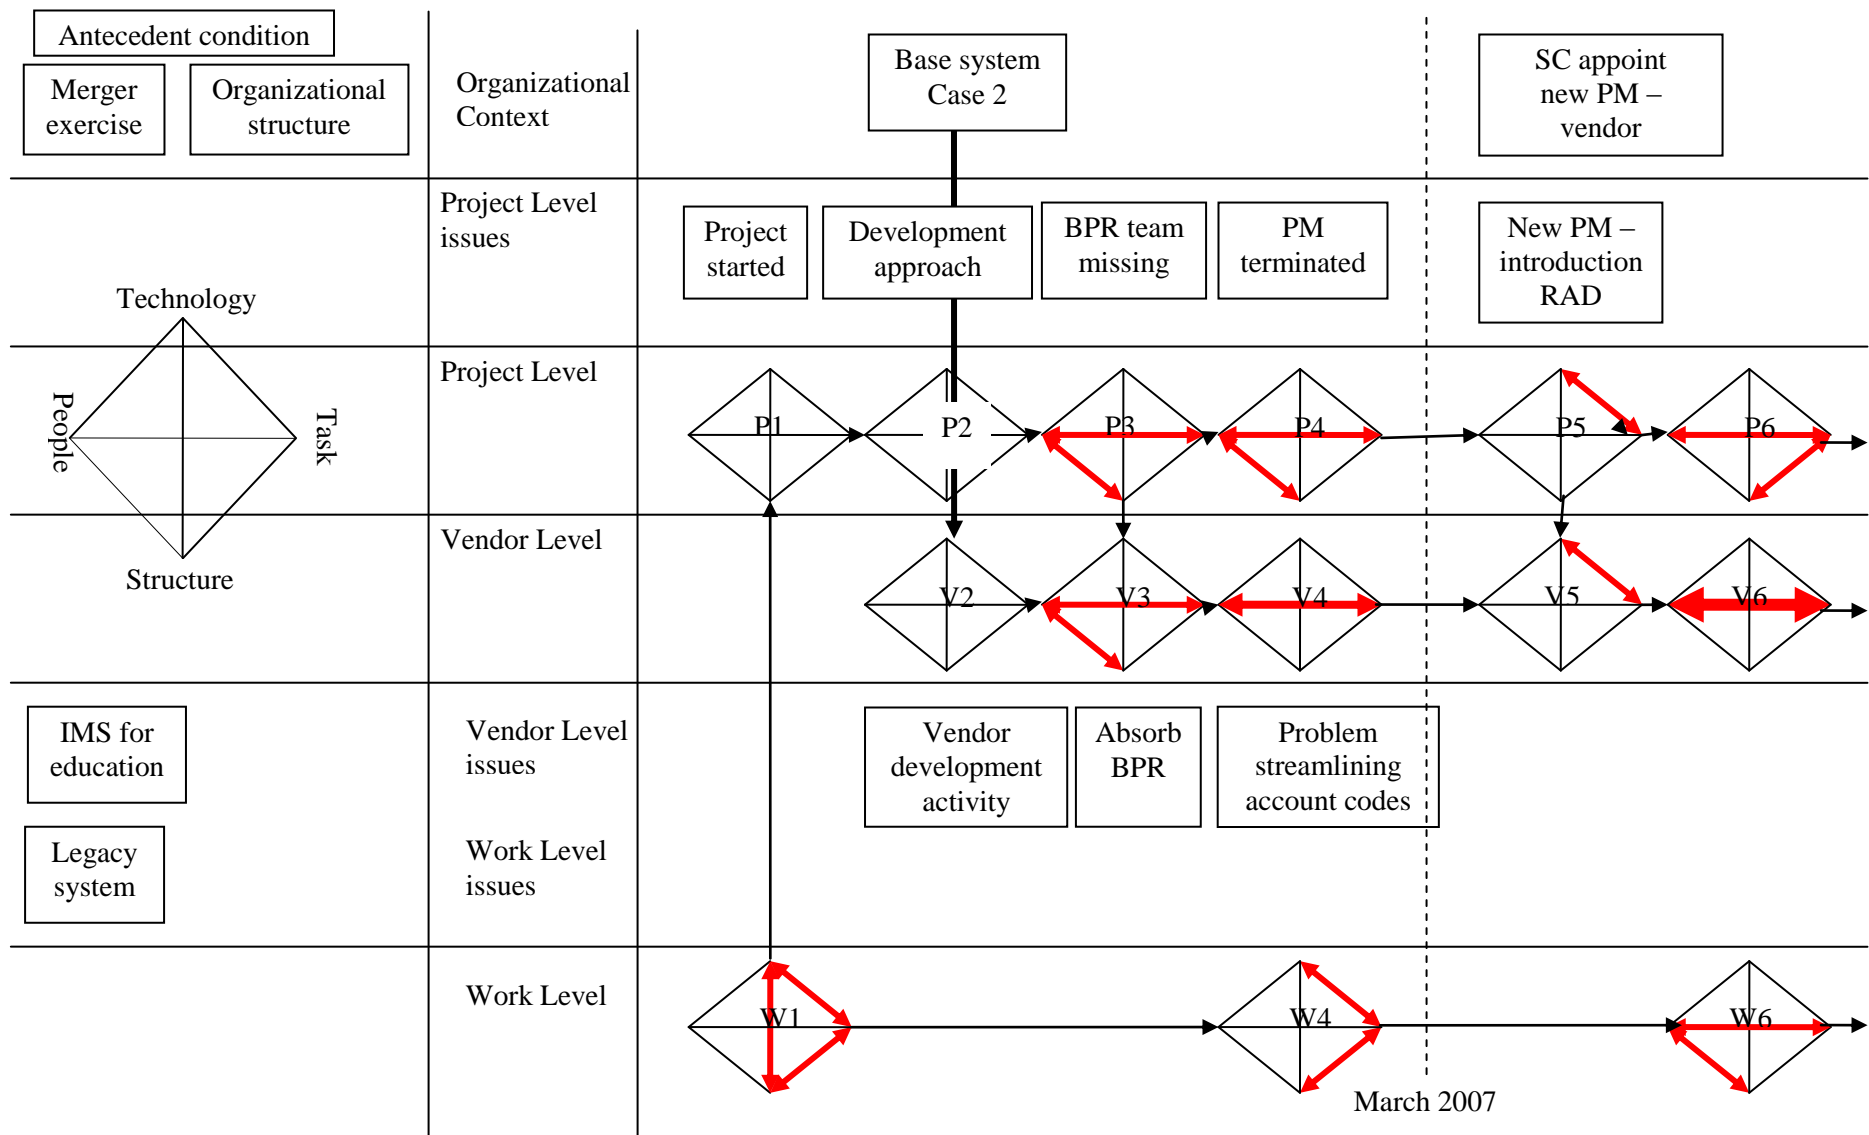 Antecedent condition
Merger
exercise
Organizational
structure
Organizational
Context
Base system
Case 2
SC appoint
new PM –
vendor
Project Level
issues
Project
started
Development
approach
BPR team
missing
PM
terminated
New PM –
introduction
RAD
Technology
People
Task
Structure
Project Level
P1
P2
P3
P4
P5
P6
Vendor Level
V2
V3
V4
V5
V6
IMS for
education
Vendor Level
issues
Vendor
development
activity
Absorb
BPR
Problem
streamlining
account codes
Legacy
system
Work Level
issues
Work Level
W1
W4
W6
March 2007